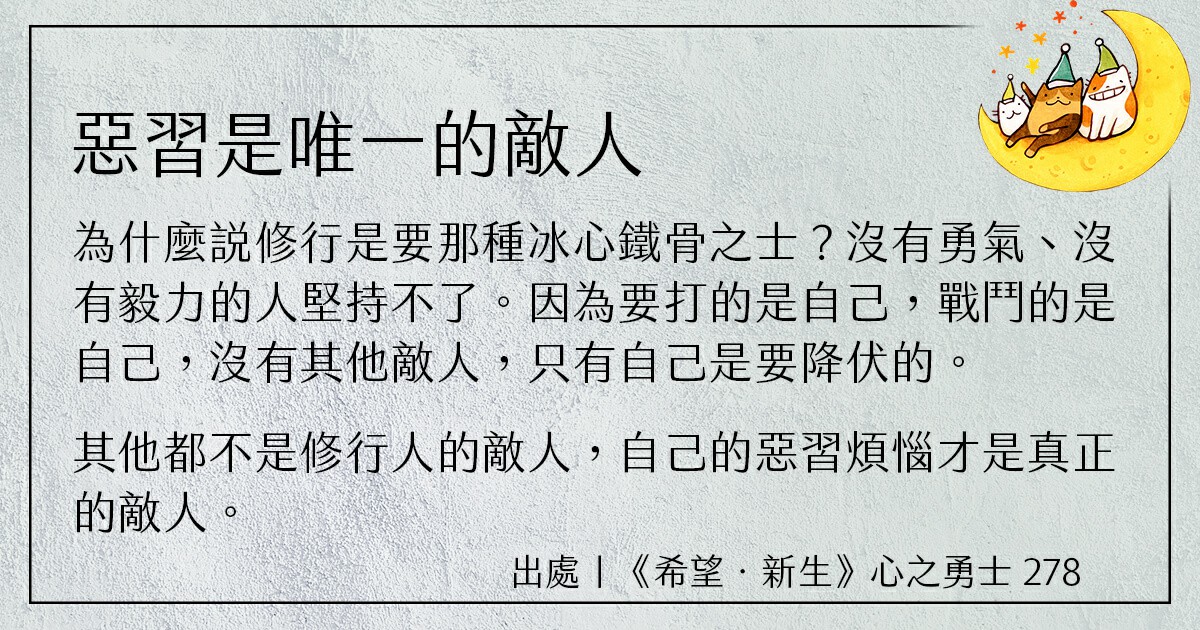 惡習是唯一的敵人
為什麼説修行是要那種冰心鐵骨之士？沒有勇氣、沒
有毅力的人堅持不了。因為要打的是自己，戰鬥的是
自己，沒有其他敵人，只有自己是要降伏的。
其他都不是修行人的敵人，自己的惡習煩惱才是真正
的敵人。
出處｜《希望．新生》心之勇士 278